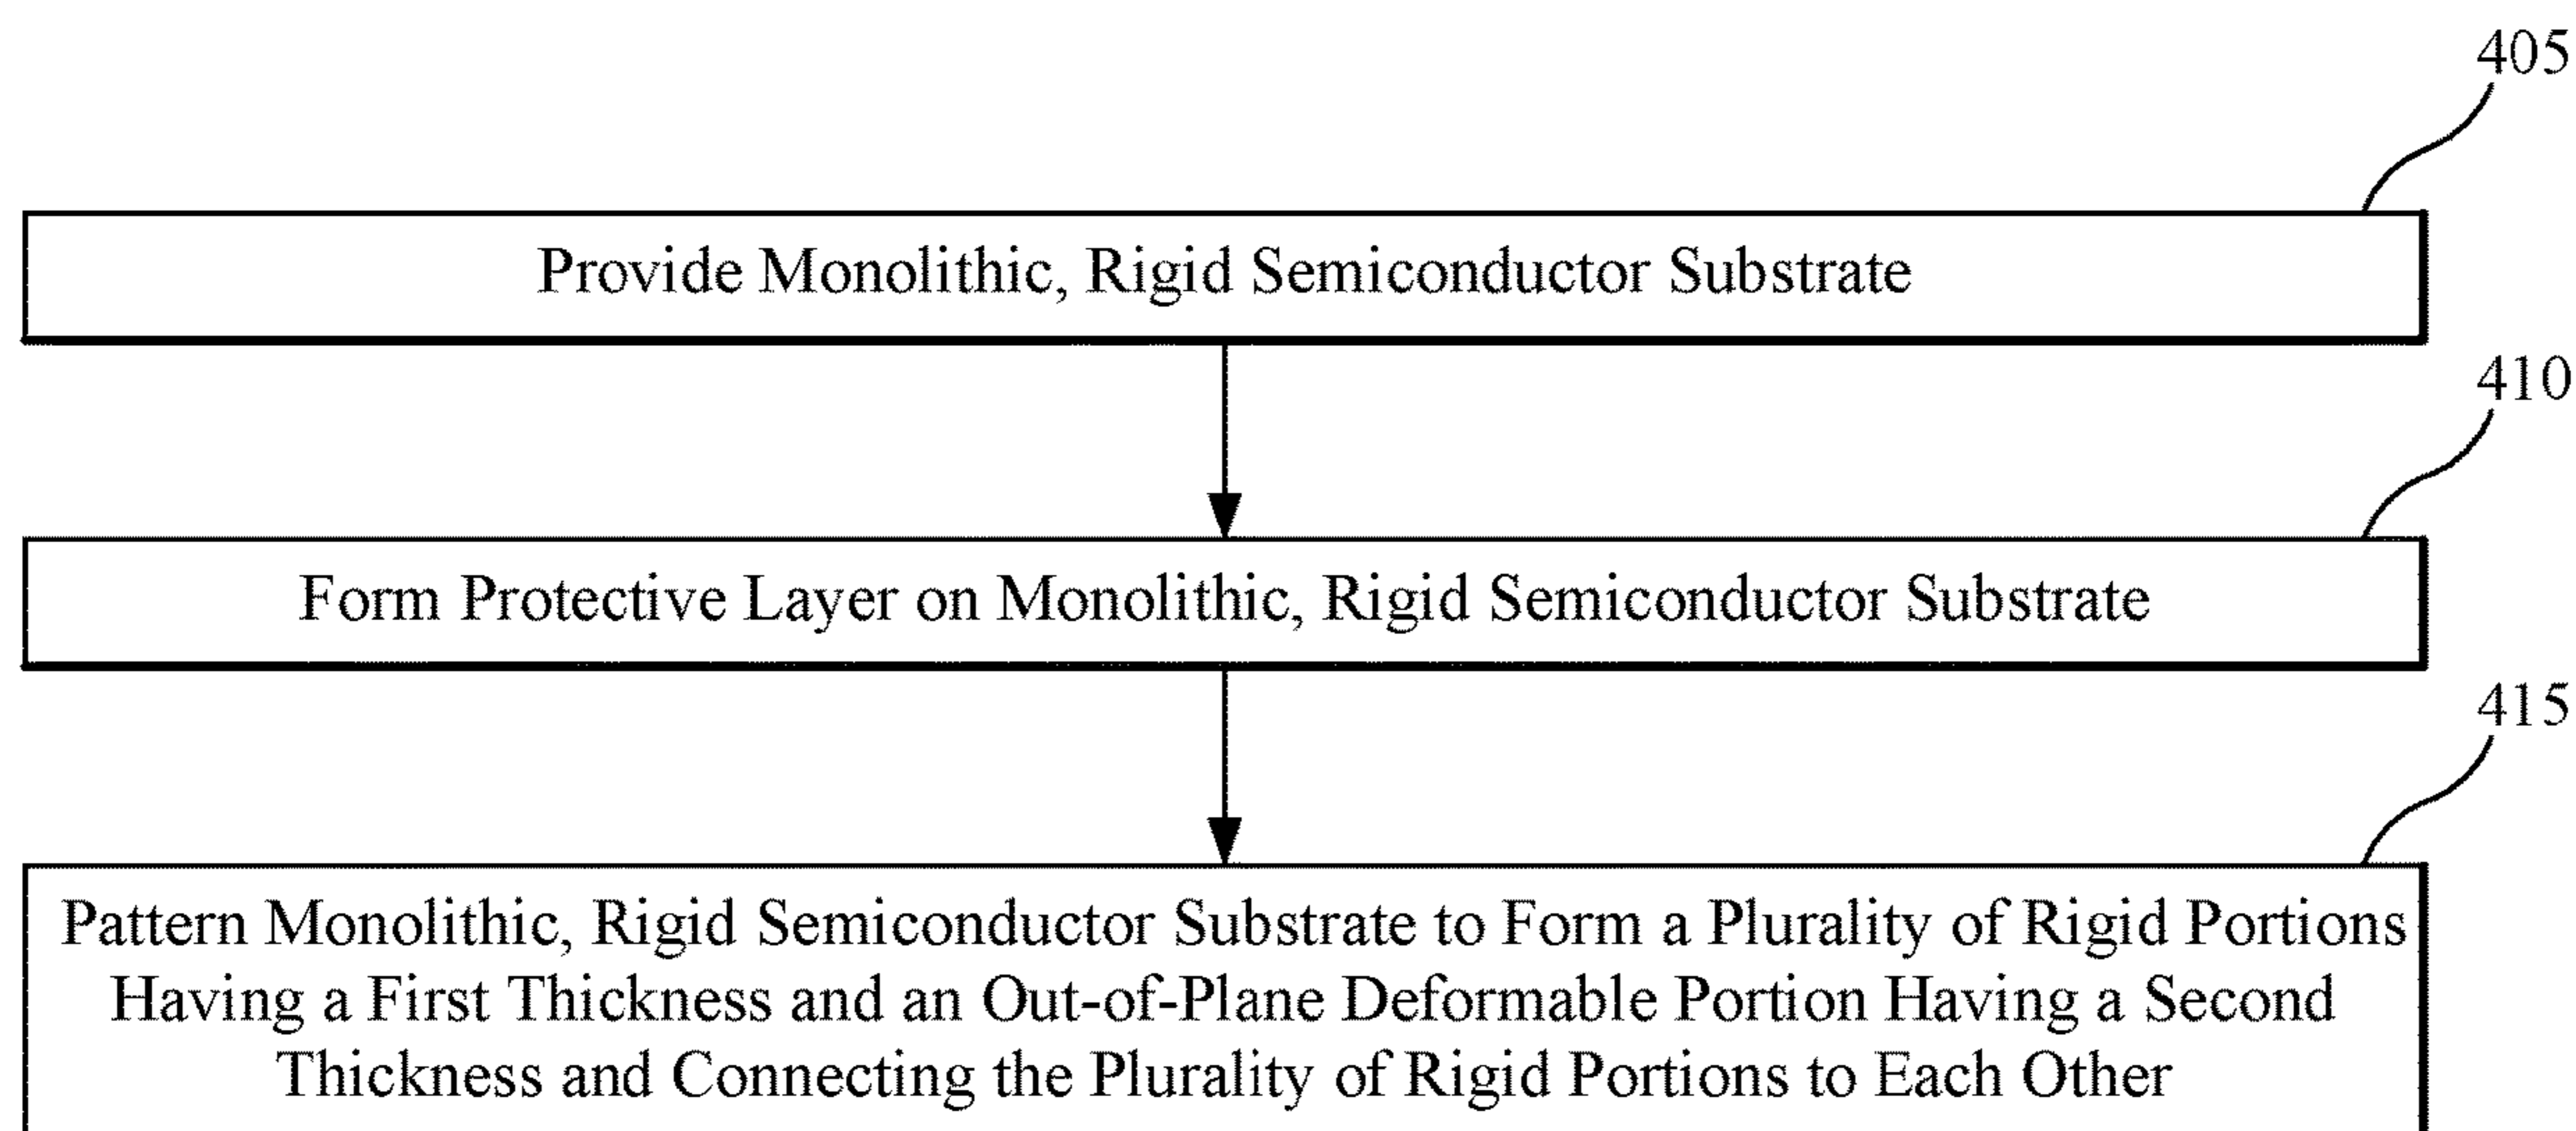 405
Provide Monolithic, Rigid Semiconductor Substrate
410
Form Protective Layer on Monolithic, Rigid Semiconductor Substrate
415
Pattern Monolithic, Rigid Semiconductor Substrate to Form a Plurality of Rigid Portions
Having a First Thickness and an Out-of-Plane Deformable Portion Having a Second
Thickness and Connecting the Plurality of Rigid Portions to Each Other